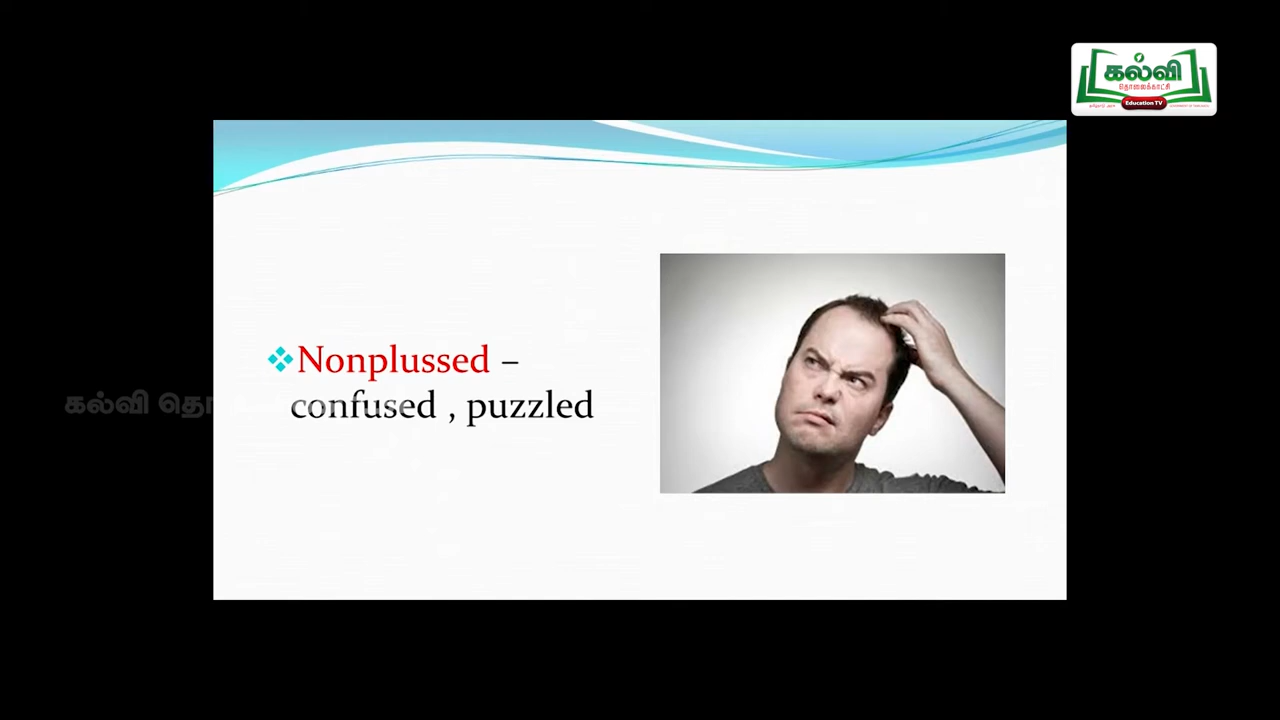 கல்வி
தொலைக்காட்சி
Education TV
Nonplussed –
confused , puzzled
கல்வி